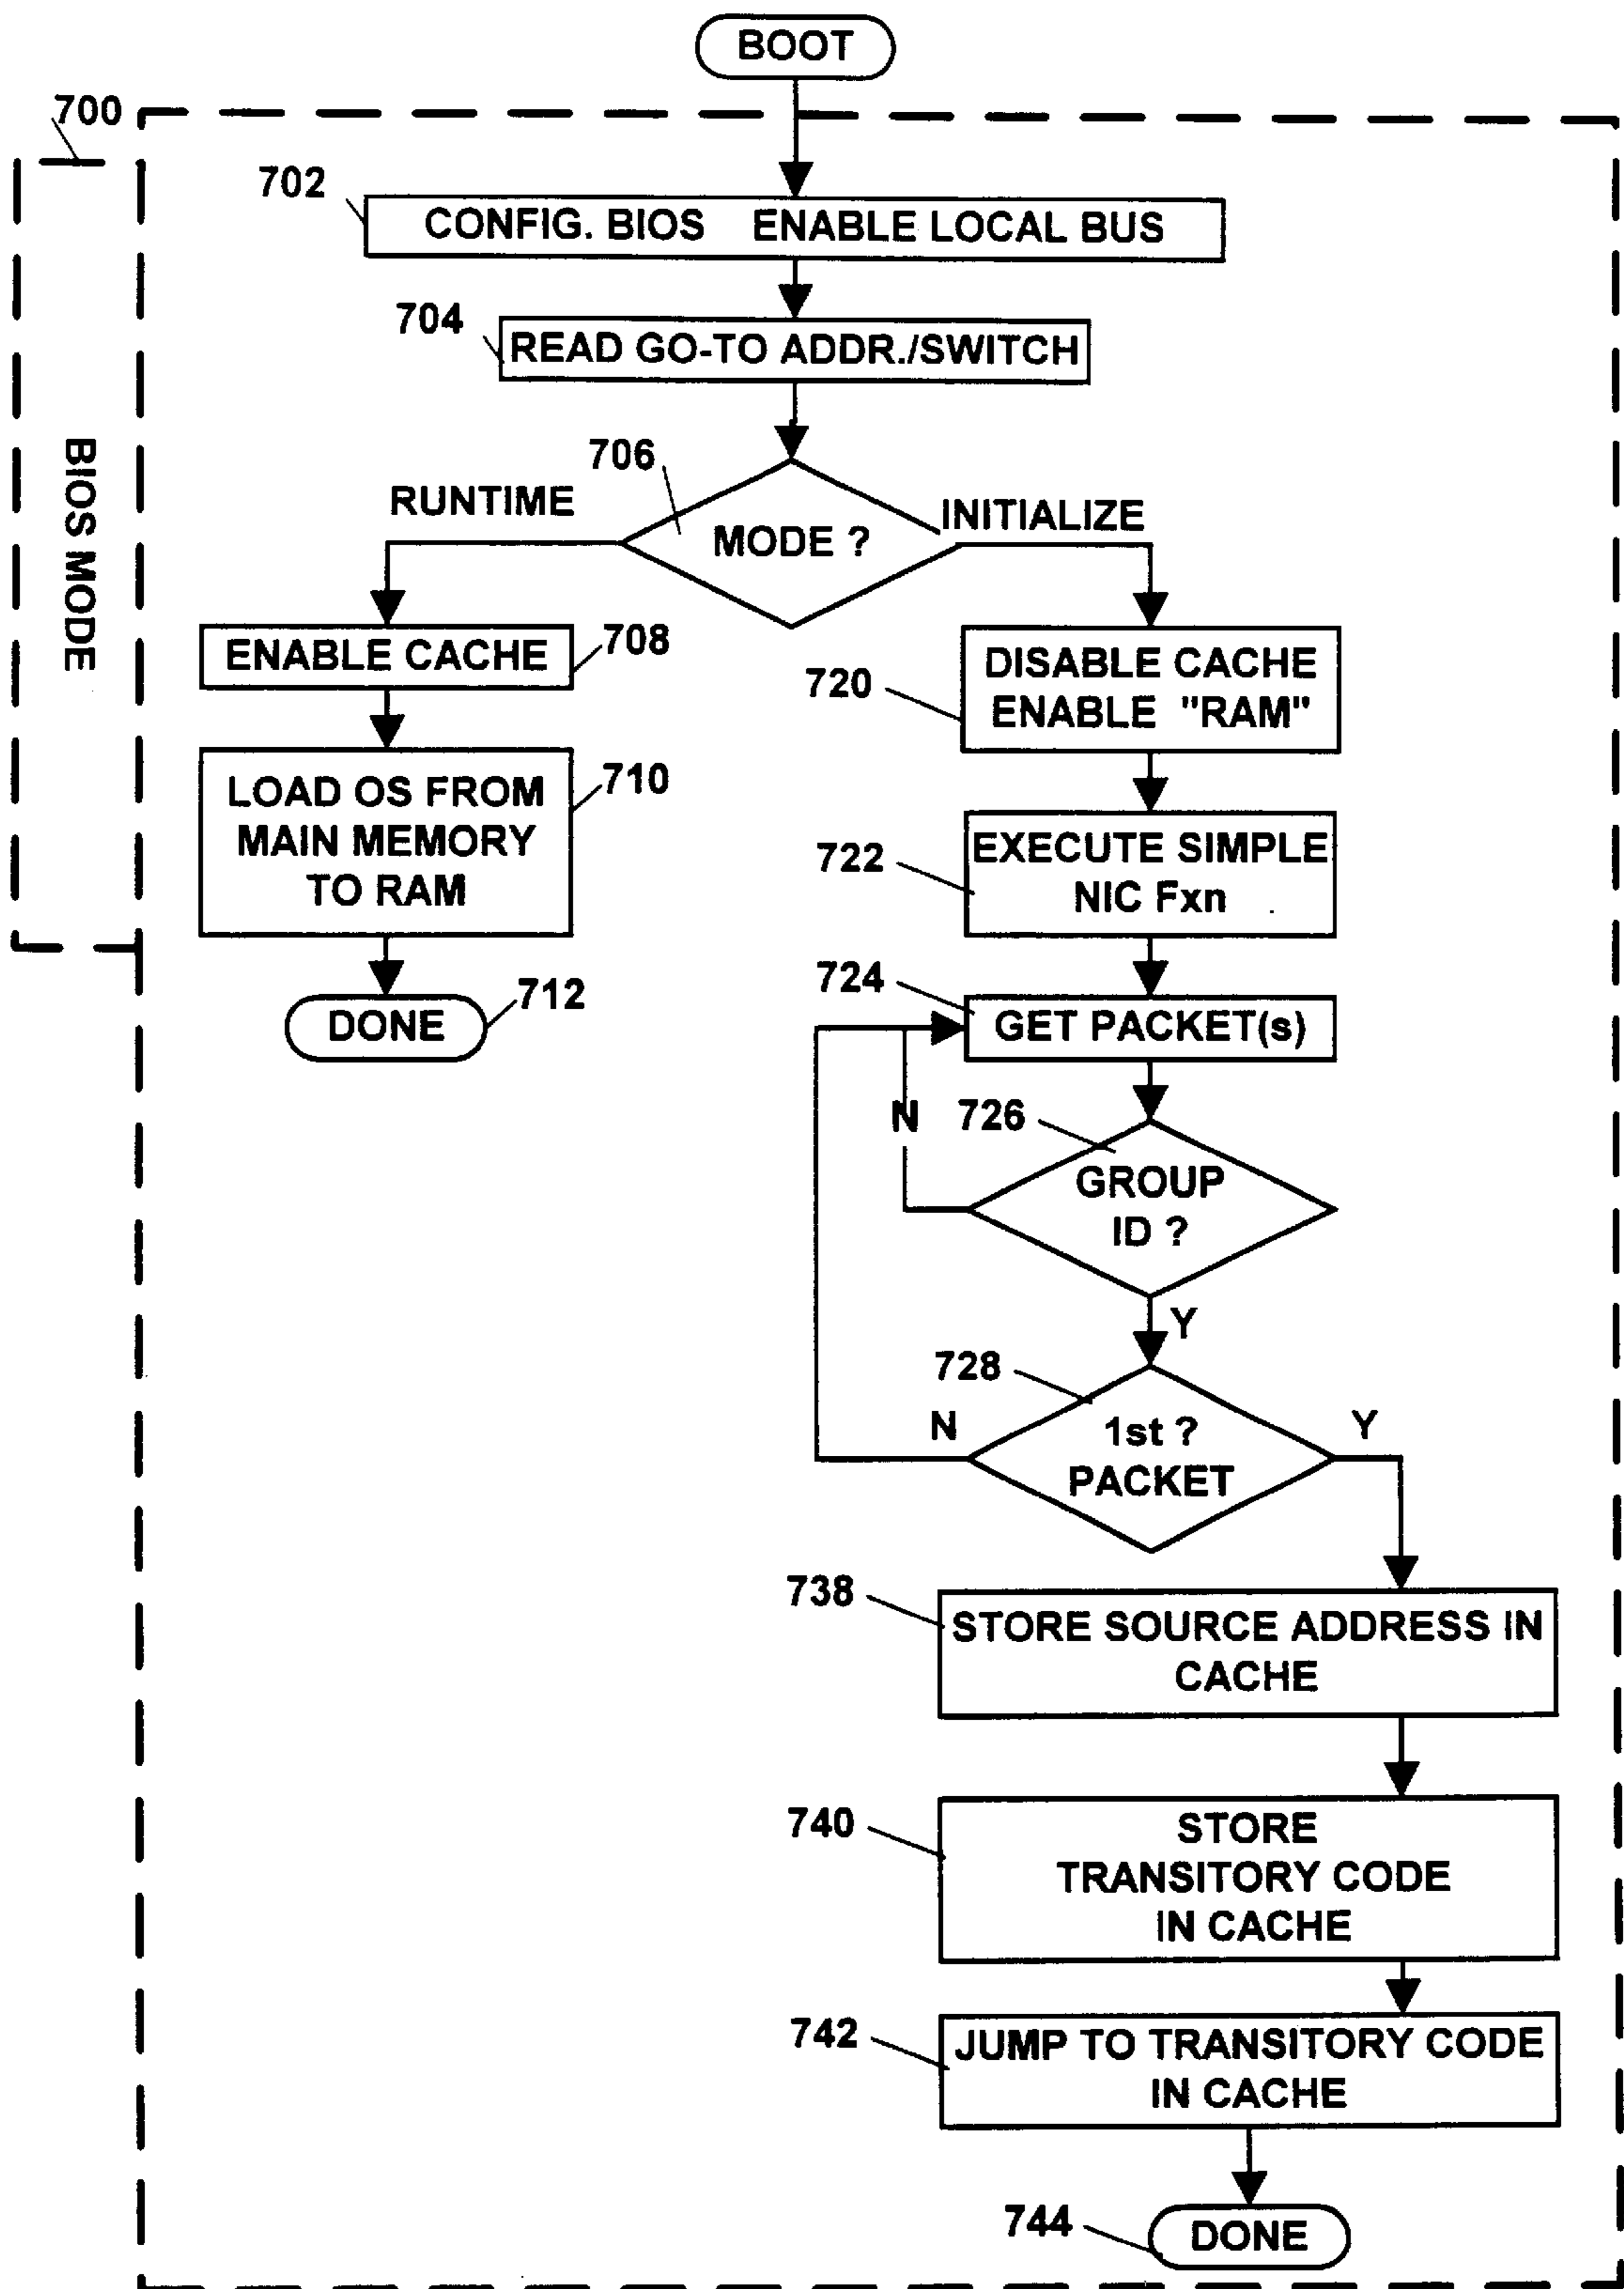 BOOT
700
702
CONFIG. BIOS ENABLE LOCAL BUS
704
READ GO-TO ADDR./SWITCH
BIOS MODE
706
RUNTIME
MODE ?
INITIALIZE
ENABLE CACHE
708
LOAD OS FROM
MAIN MEMORY
TO RAM
710
DONE
712
720
DISABLE CACHE
ENABLE "RAM"
722
EXECUTE SIMPLE
NIC Fxn
724
GET PACKET(s)
N
726
GROUP
ID ?
Y
728
N
1st ?
PACKET
Y
738
STORE SOURCE ADDRESS IN
CACHE
740
STORE
TRANSITORY CODE
IN CACHE
742
JUMP TO TRANSITORY CODE
IN CACHE
744
DONE